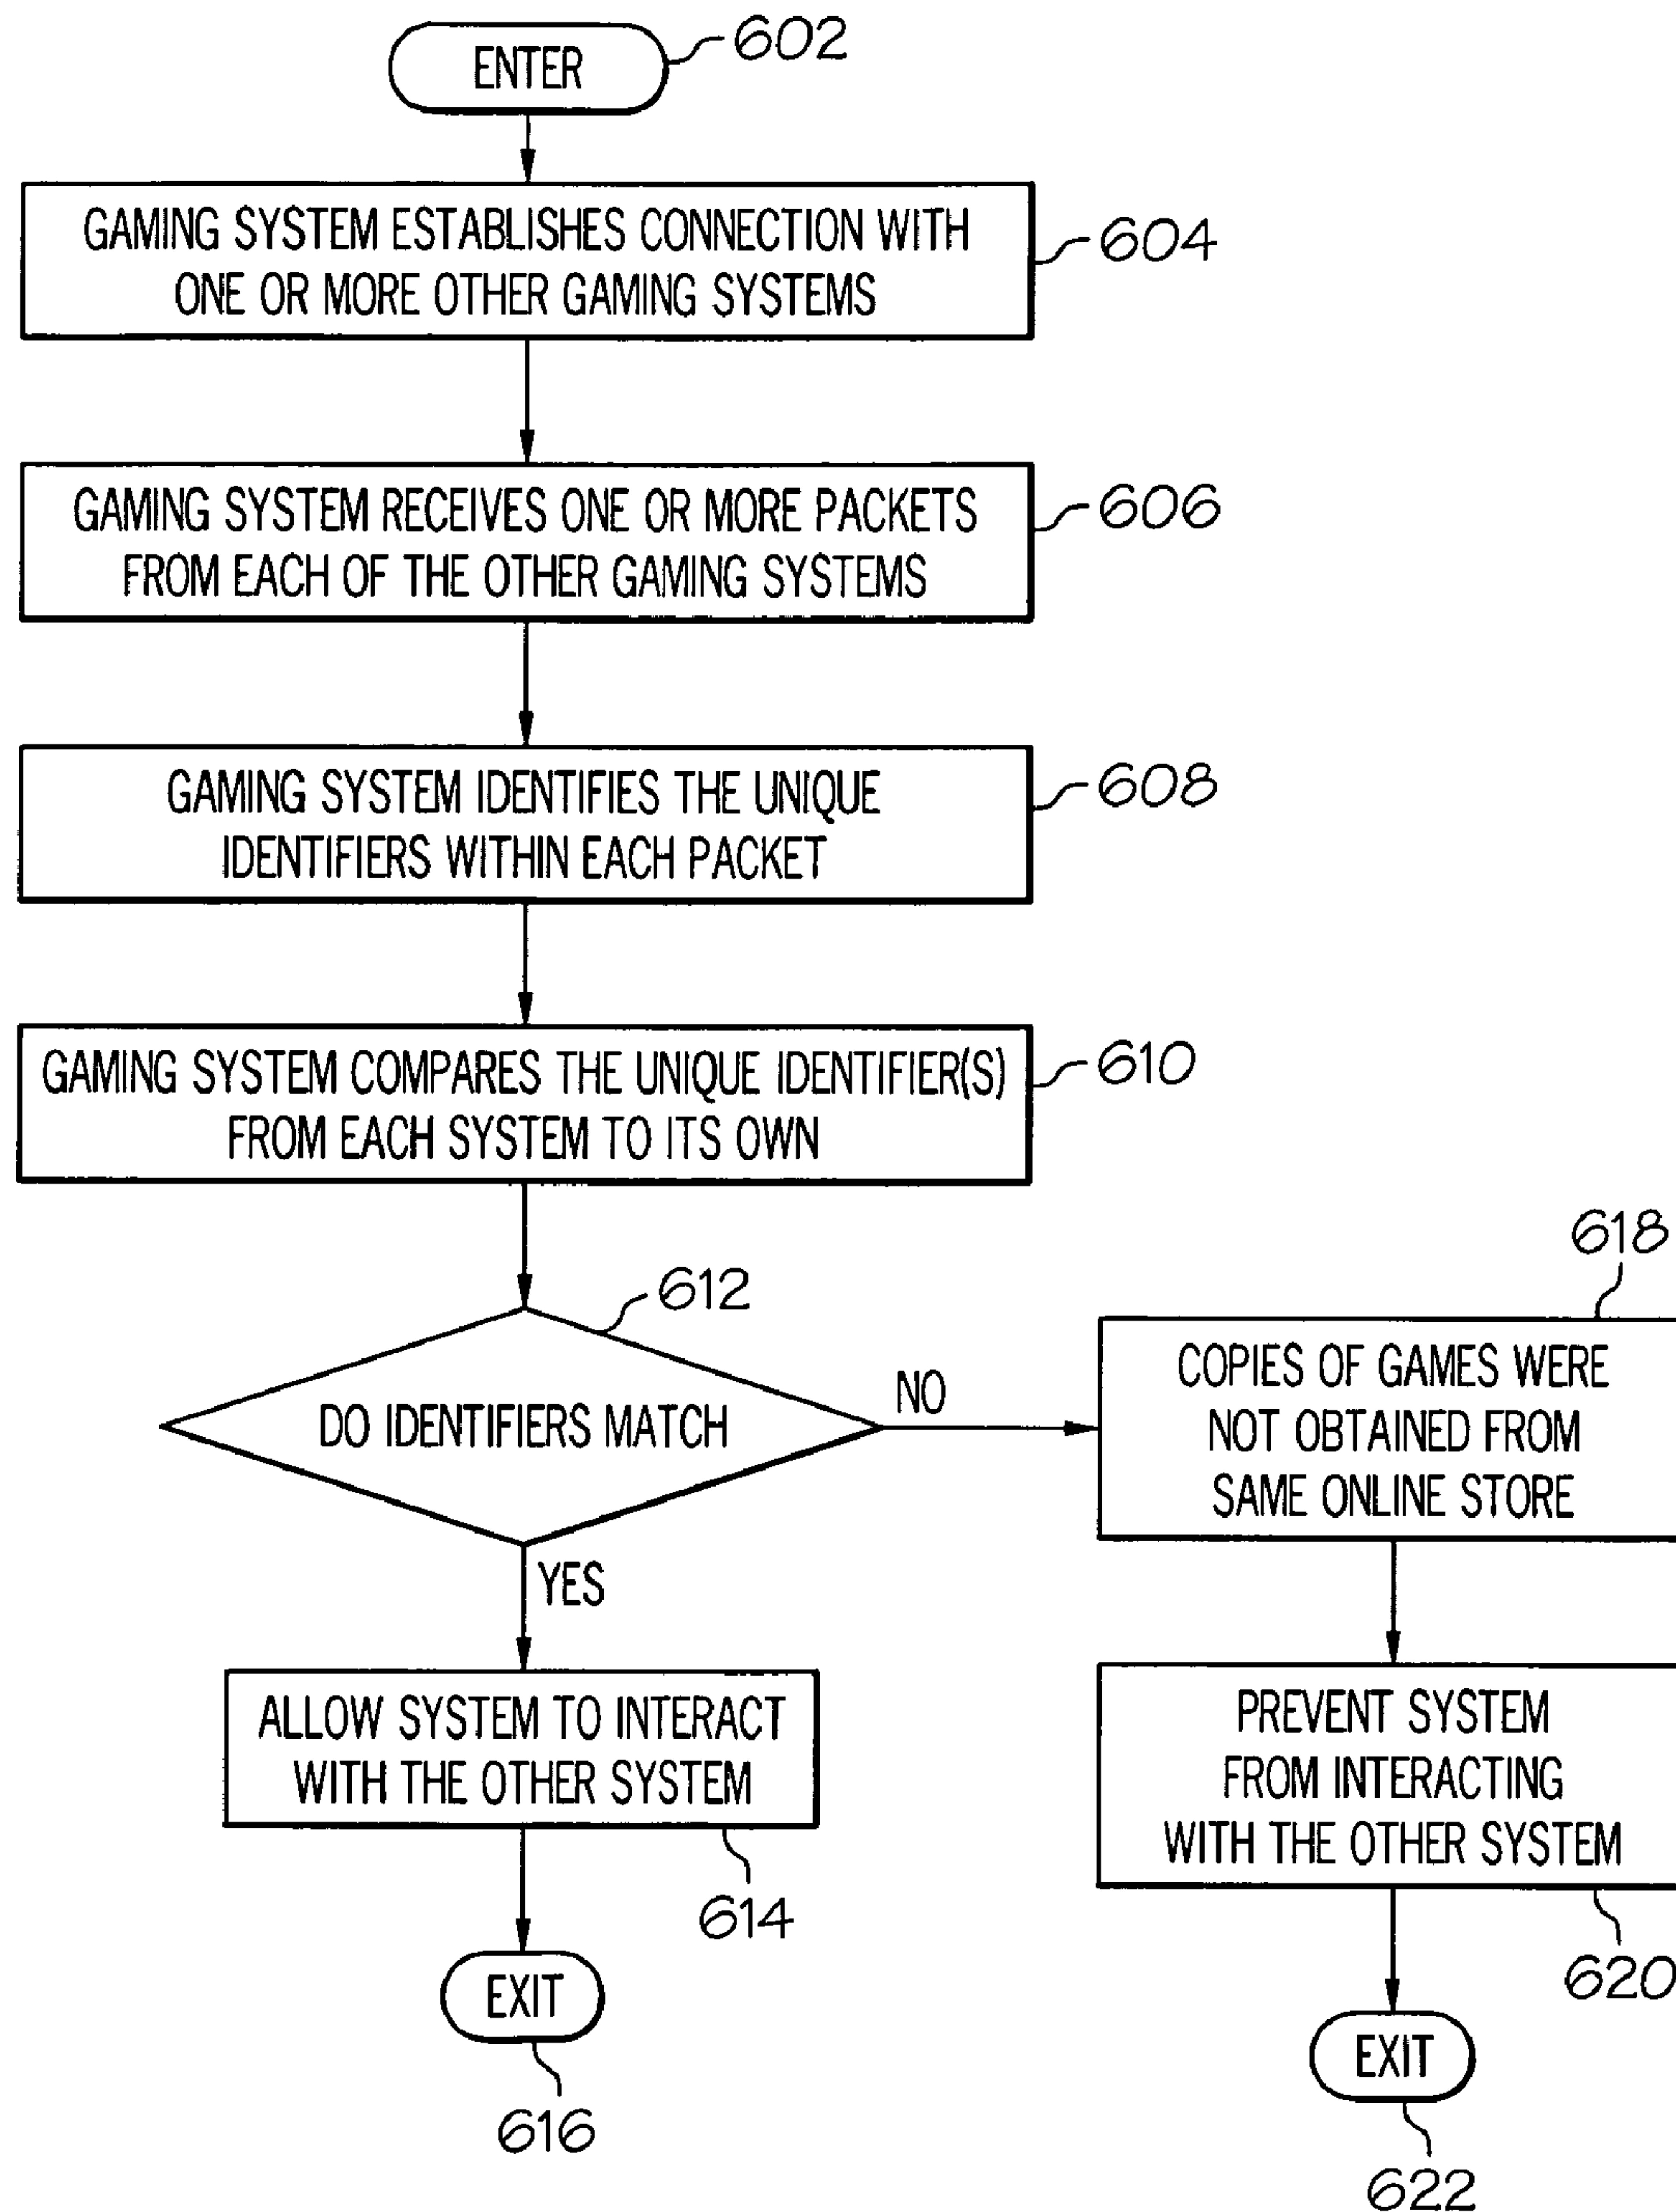 ENTER
602
GAMING SYSTEM ESTABLISHES CONNECTION WITH
ONE OR MORE OTHER GAMING SYSTEMS
604
GAMING SYSTEM RECEIVES ONE OR MORE PACKETS
FROM EACH OF THE OTHER GAMING SYSTEMS
606
GAMING SYSTEM IDENTIFIES THE UNIQUE
IDENTIFIERS WITHIN EACH PACKET
608
GAMING SYSTEM COMPARES THE UNIQUE IDENTIFIER(S)
FROM EACH SYSTEM TO ITS OWN
610
612
DO IDENTIFIERS MATCH
NO
YES
618
COPIES OF GAMES WERE
NOT OBTAINED FROM
SAME ONLINE STORE
ALLOW SYSTEM TO INTERACT
WITH THE OTHER SYSTEM
614
PREVENT SYSTEM
FROM INTERACTING
WITH THE OTHER SYSTEM
620
EXIT
616
EXIT
622